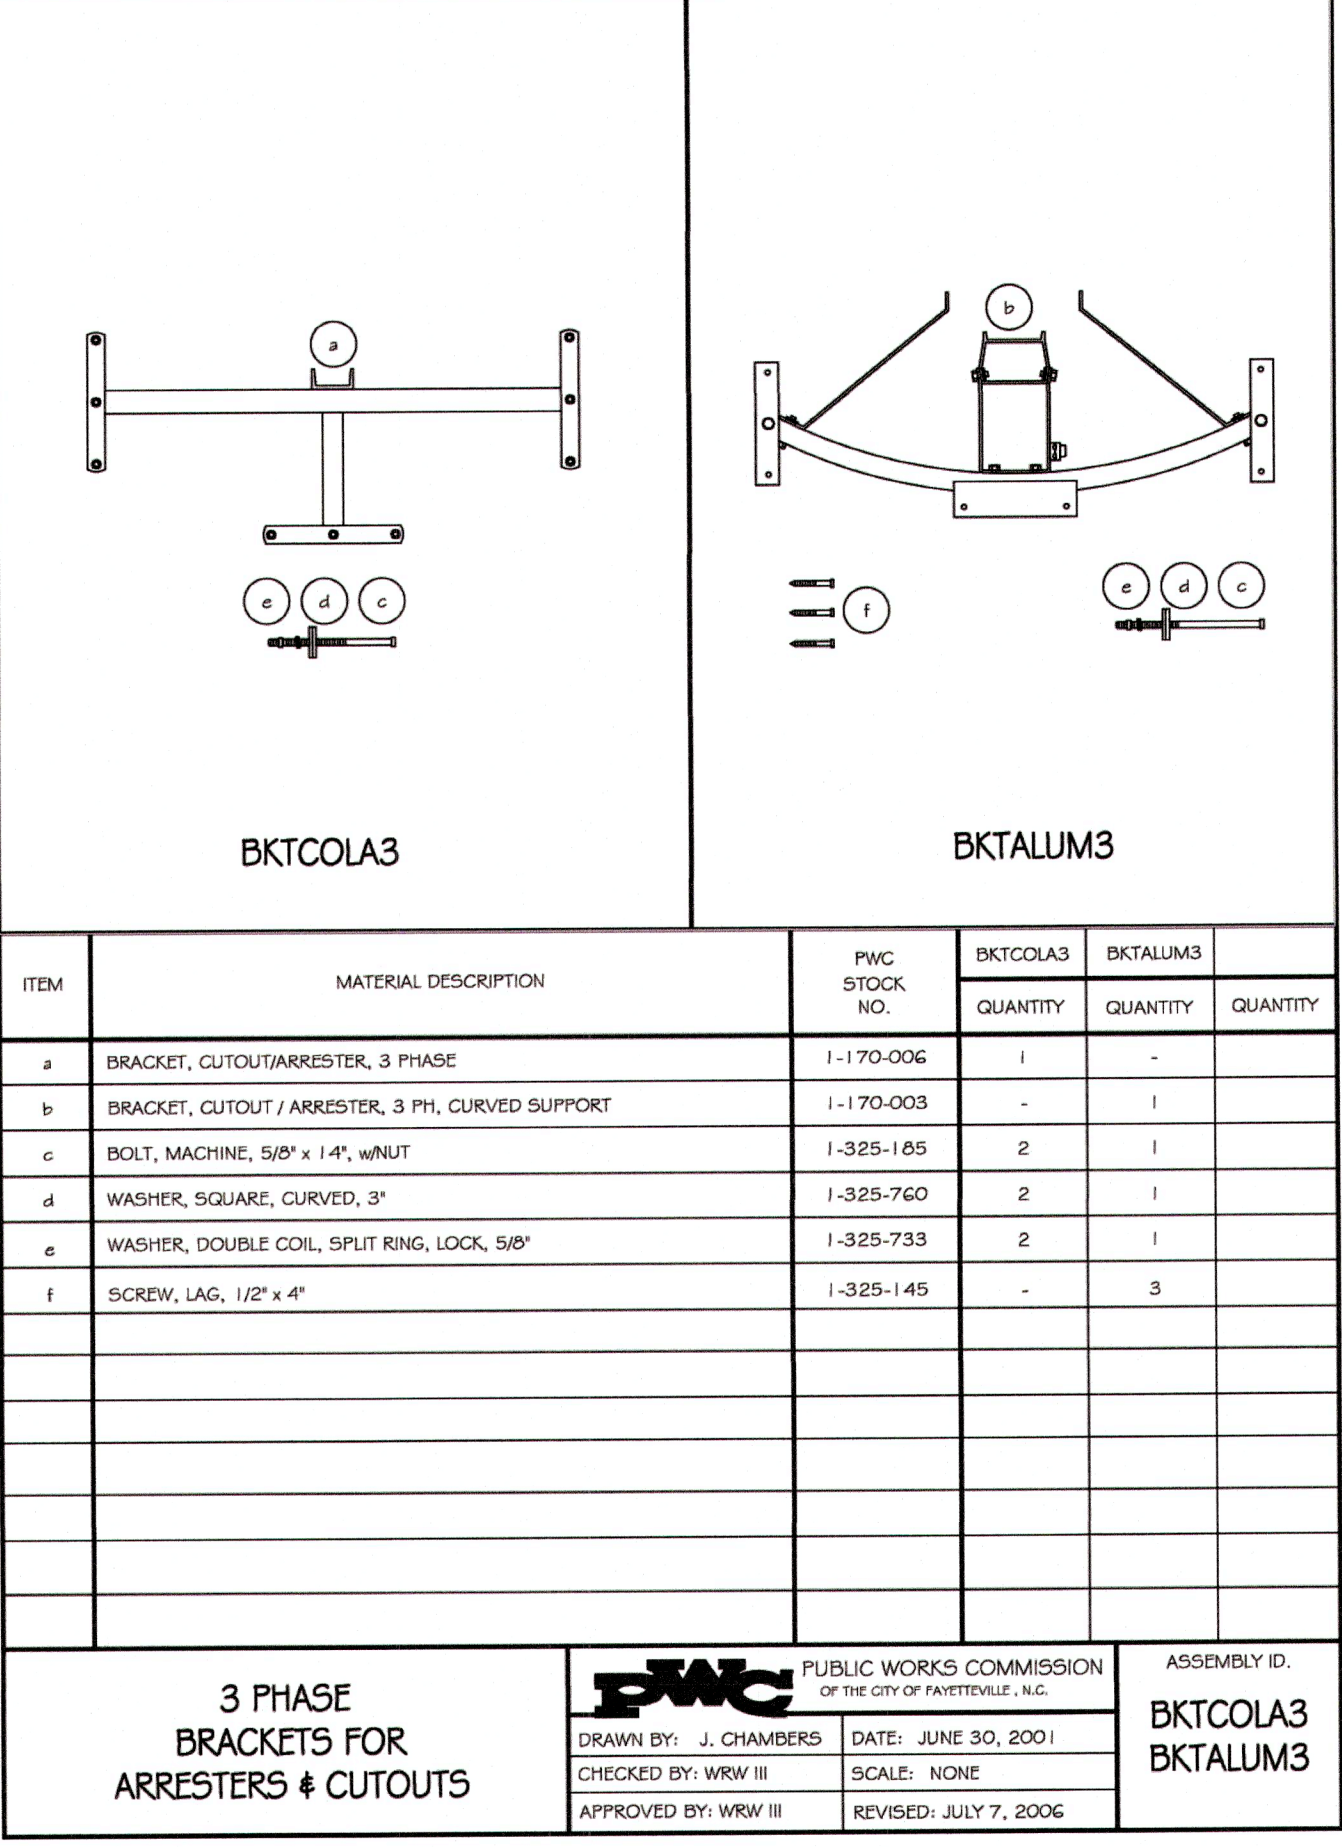 a
b
e d c
f
e d c
BKTCOLA3
BKTALUM3
ITEM
MATERIAL DESCRIPTION
PWC
STOCK
NO.
BKTCOLA3
BKTALUM3
QUANTITY
QUANTITY
QUANTITY
a BRACKET, CUTOUT/ARRESTER, 3 PHASE 1-170-006 1 -
b BRACKET, CUTOUT / ARRESTER, 3 PH, CURVED SUPPORT 1-170-003 - 1
c BOLT, MACHINE, 5/8" x 14", w/NUT 1-325-185 2 1
d WASHER, SQUARE, CURVED, 3" 1-325-760 2 1
e WASHER, DOUBLE COIL, SPLIT RING, LOCK, 5/8" 1-325-733 2 1
f SCREW, LAG, 1/2" x 4" 1-325-145 - 3
3 PHASE
BRACKETS FOR
ARRESTERS & CUTOUTS
PWC
PUBLIC WORKS COMMISSION
OF THE CITY OF FAYETTEVILLE , N.C.
DRAWN BY: J. CHAMBERS
DATE: JUNE 30, 2001
CHECKED BY: WRW III
SCALE: NONE
APPROVED BY: WRW III
REVISED: JULY 7, 2006
ASSEMBLY ID.
BKTCOLA3
BKTALUM3